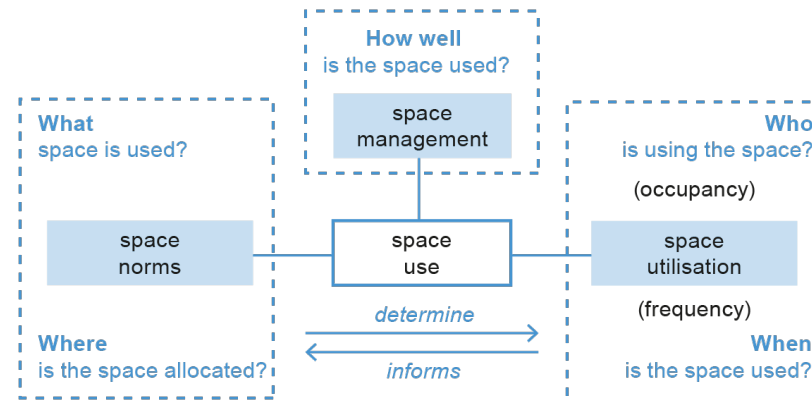 How well
is the space used?
space
management
What
space is used?
space
norms
Where
is the space allocated?
space
use
determine
informs
Who
is using the space?
(occupancy)
space
utilisation
(frequency)
When
is the space used?